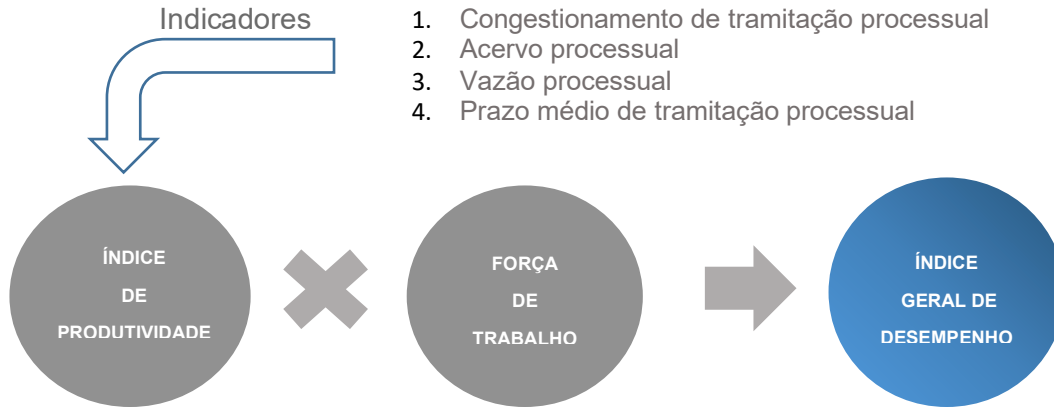 Indicadores
1. Congestionamento de tramitação processual
2. Acervo processual
3. Vazão processual
4. Prazo médio de tramitação processual
ÍNDICE
DE
PRODUTIVIDADE
FORÇA
DE
TRABALHO
ÍNDICE
GERAL DE
DESEMPENHO